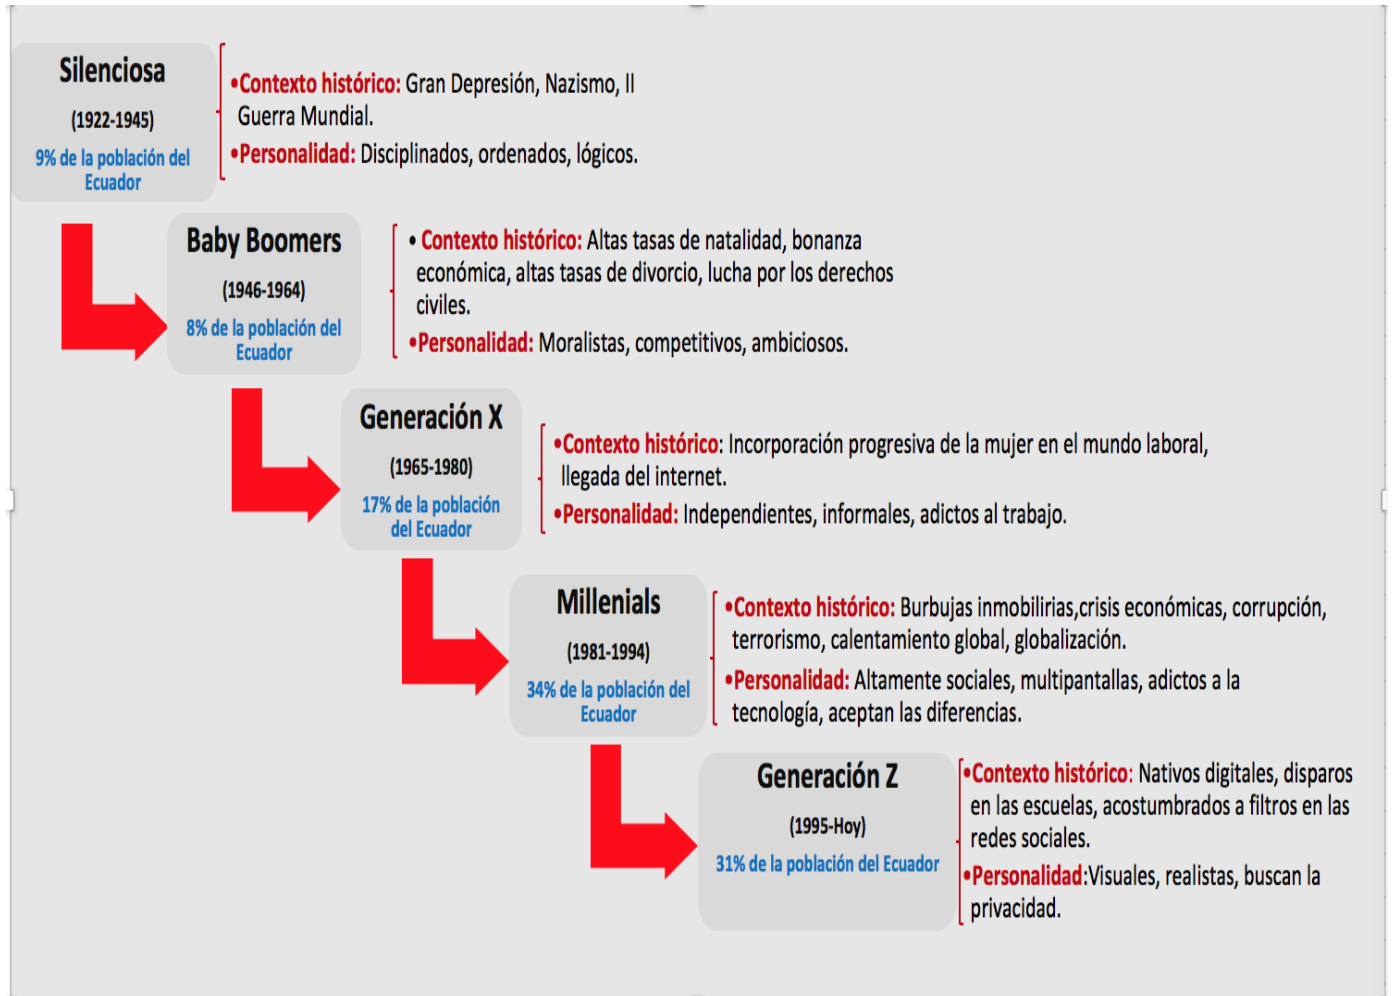 Silenciosa
(1922-1945)
9% de la población del
Ecuador
•Contexto histórico: Gran Depresión, Nazismo, II
Guerra Mundial.
•Personalidad: Disciplinados, ordenados, lógicos.
Baby Boomers
(1946-1964)
8% de la población del
Ecuador
• Contexto histórico: Altas tasas de natalidad, bonanza
económica, altas tasas de divorcio, lucha por los derechos
civiles.
•Personalidad: Moralistas, competitivos, ambiciosos.
Generación X
(1965-1980)
17% de la población
del Ecuador
•Contexto histórico: Incorporación progresiva de la mujer en el mundo laboral,
llegada del internet.
•Personalidad: Independientes, informales, adictos al trabajo.
Millenials
(1981-1994)
34% de la población del
Ecuador
•Contexto histórico: Burbujas inmobilirias,crisis económicas, corrupción,
terrorismo, calentamiento global, globalización.
•Personalidad: Altamente sociales, multipantallas, adictos a la
tecnología, aceptan las diferencias.
Generación Z
(1995-Hoy)
31% de la población del Ecuador
•Contexto histórico: Nativos digitales, disparos
en las escuelas, acostumbrados a filtros en las
redes sociales.
•Personalidad:Visuales, realistas, buscan la
privacidad.